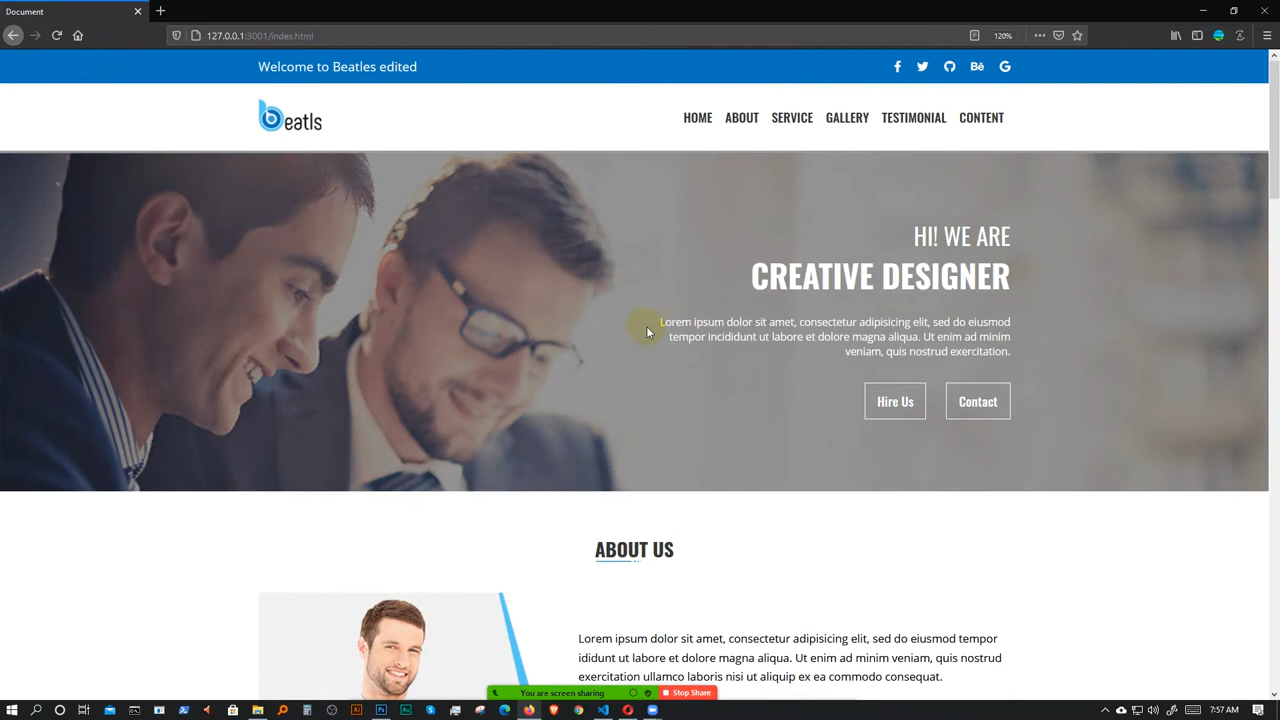 Document
127.0.0.1:3001/index.html
120%
Welcome to Beatles edited
Bē
G
beatls
HOME ABOUT SERVICE GALLERY TESTIMONIAL CONTENT
HI! WE ARE
CREATIVE DESIGNER
Lorem ipsum dolor sit amet, consectetur adipisicing elit, sed do eiusmod
tempor incididunt ut labore et dolore magna aliqua. Ut enim ad minim
veniam, quis nostrud exercitation.
Hire Us Contact
ABOUT US
Lorem ipsum dolor sit amet, consectetur adipisicing elit, sed do eiusmod tempor
ididunt ut labore et dolore magna aliqua. Ut enim ad minim veniam, quis nostrud
exercitation ullamco laboris nisi ut aliquip ex ea commodo consequat.
You are screen sharing Stop Share
7:57 AM